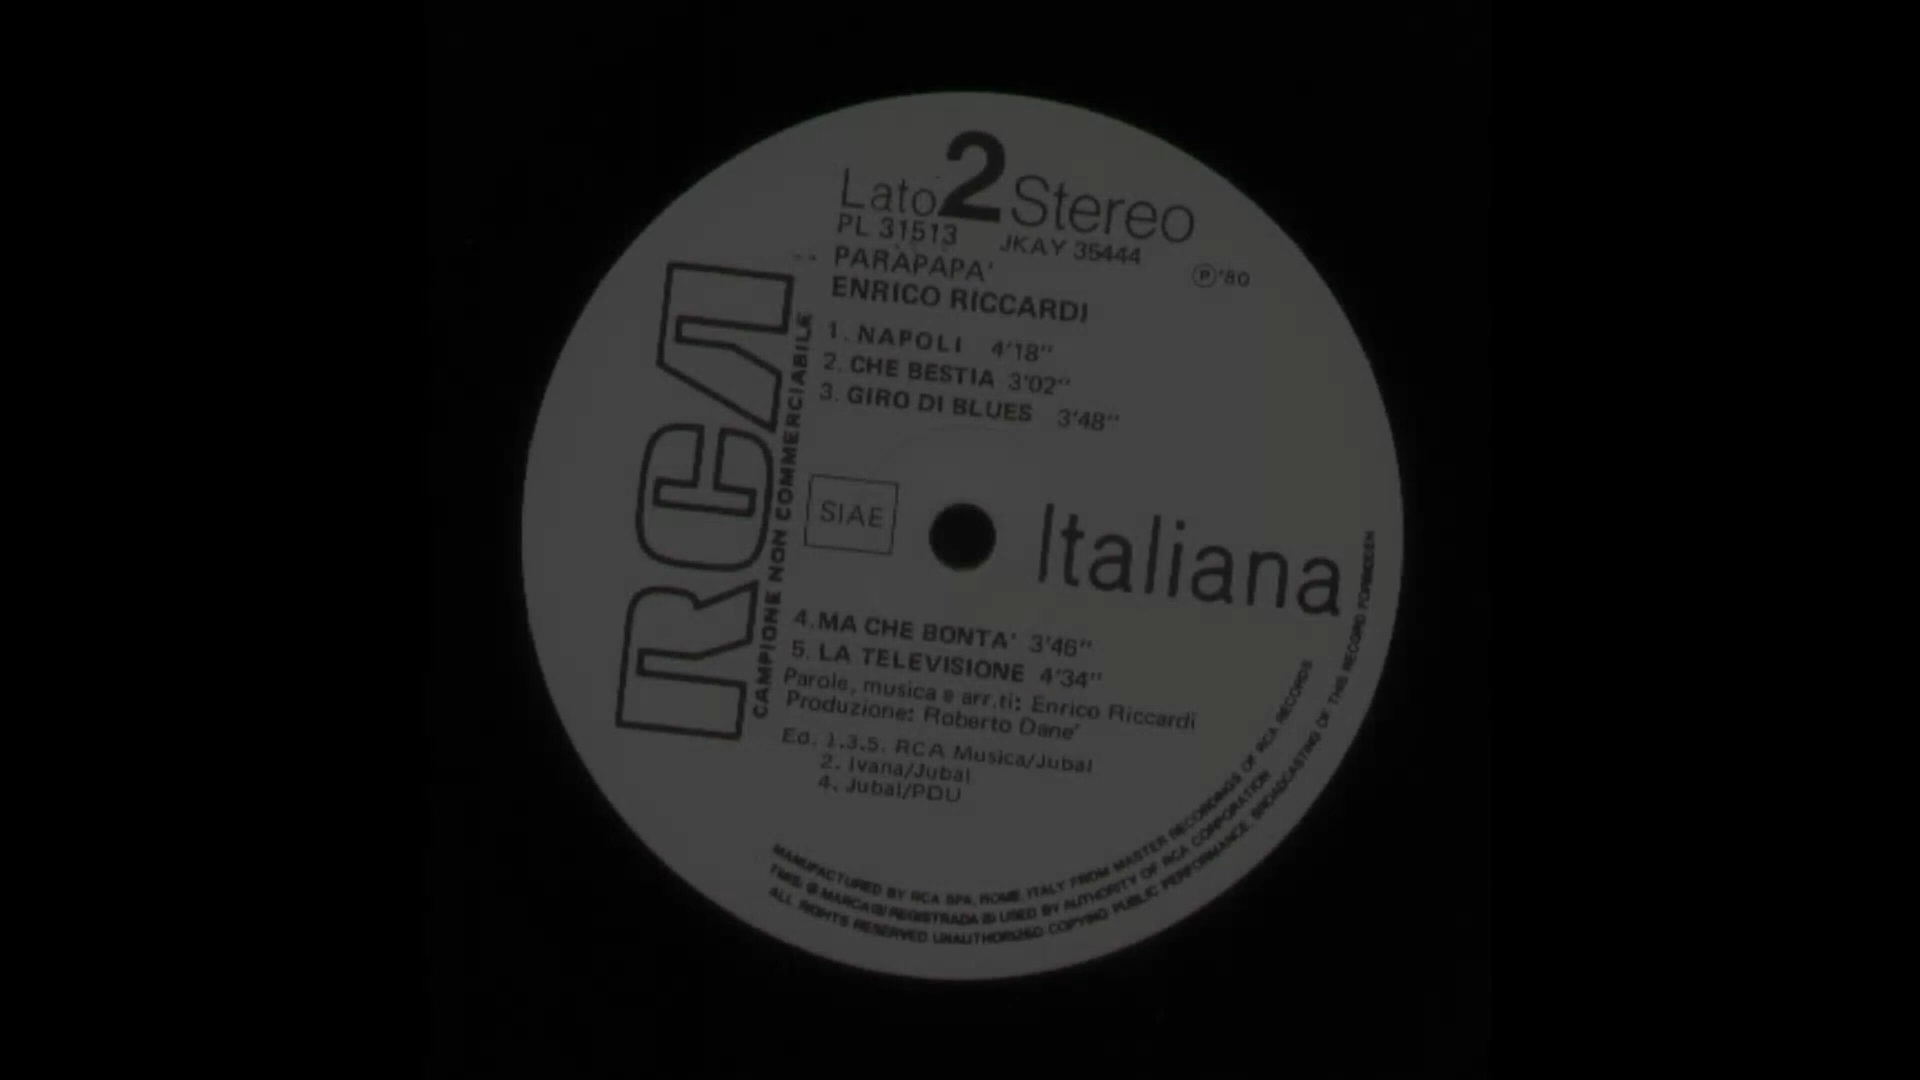 Lato 2 Stereo
PL 31513 JKAY 35444
℗'80
PARAPAPA'
ENRICO RICCARDI
1. NAPOLI 4'18"
2. CHE BESTIA 3'02"
3. GIRO DI BLUES 3'48"
RCA
CAMPIONE NON COMMERCIABILE
SIAE
Italiana
4. MA CHE BONTA' 3'46"
5. LA TELEVISIONE 4'34"
Parole, musica e arr.ti: Enrico Riccardi
Produzione: Roberto Dane'
Ed. 1.3.5. RCA Musica/Jubal
2. Ivana/Jubal
4. Jubal/PDU
MANUFACTURED BY RCA SPA, ROME, ITALY FROM MASTER RECORDINGS OF RCA RECORDS
MARCA(S) REGISTRADA(S) USED BY AUTHORITY OF RCA CORPORATION
ALL RIGHTS RESERVED UNAUTHORIZED COPYING PUBLIC PERFORMANCE, BROADCASTING OF THIS RECORD FORBIDDEN